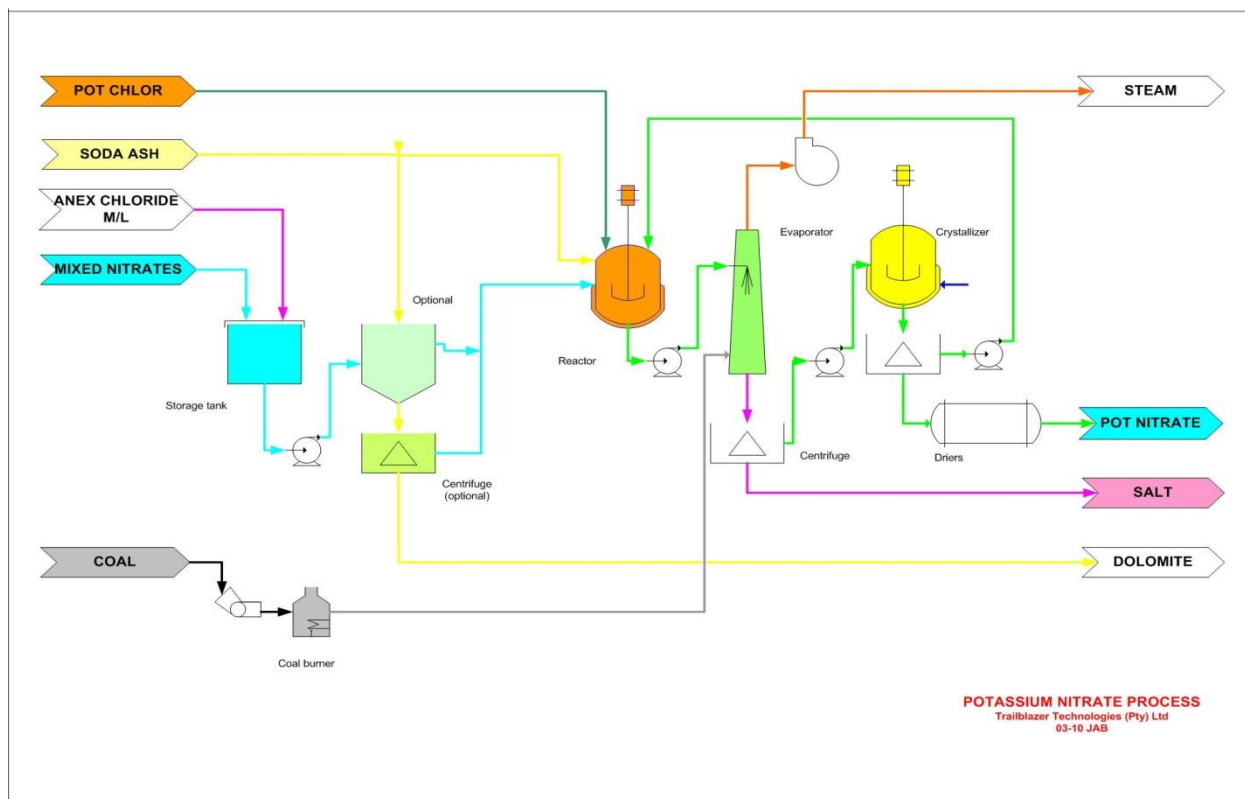 POT CHLOR
STEAM
SODA ASH
ANEX CHLORIDE
M/L
Evaporator
Crystallizer
MIXED NITRATES
Optional
Reactor
Storage tank
POT NITRATE
Centrifuge
Driers
Centrifuge
(optional)
SALT
COAL
DOLOMITE
Coal burner
POTASSIUM NITRATE PROCESS
Trailblazer Technologies (Pty) Ltd
03-10 JAB